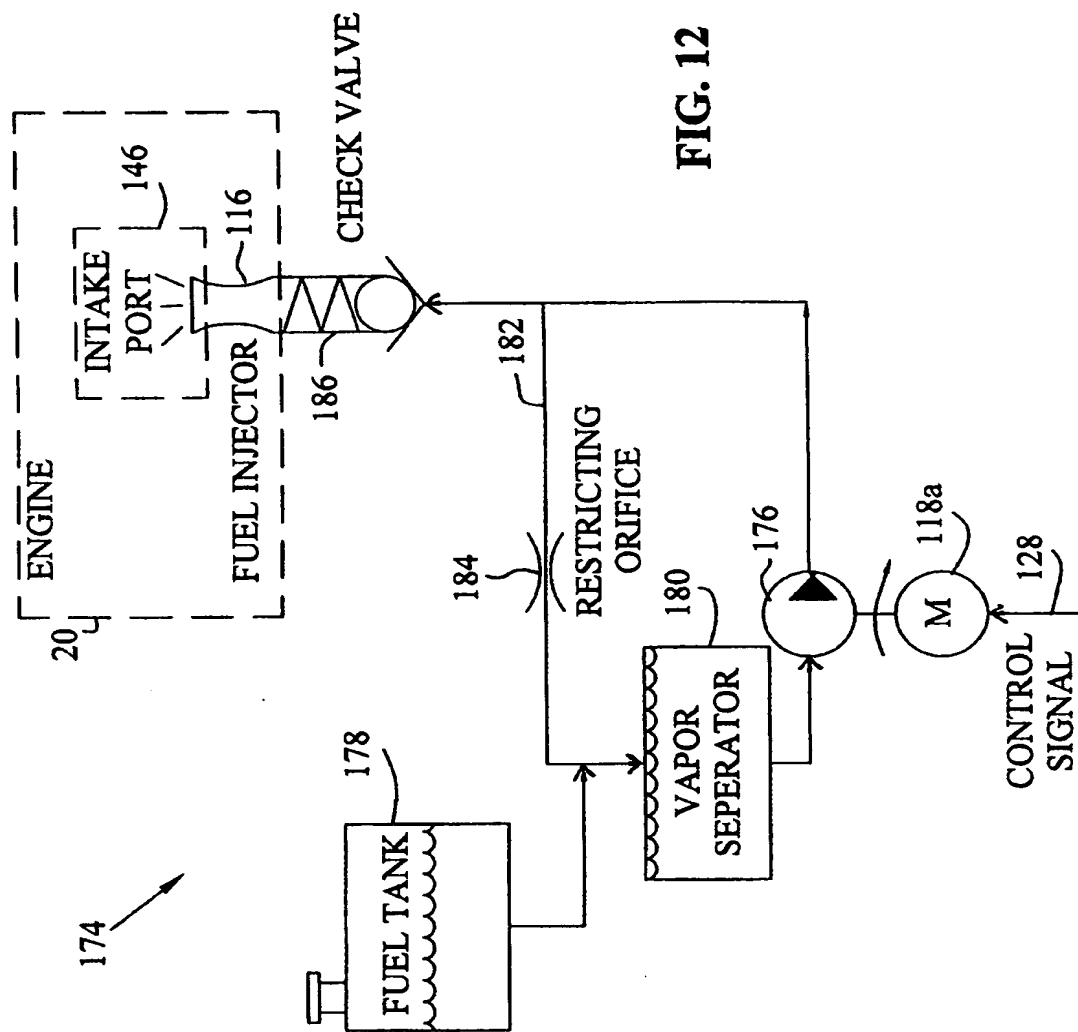 174
178
FUEL TANK
20
ENGINE
INTAKE
PORT
146
116
FUEL INJECTOR
186
CHECK VALVE
182
184
RESTRICTING
ORIFICE
180
VAPOR
SEPERATOR
176
118a
M
128
CONTROL
SIGNAL
FIG. 12